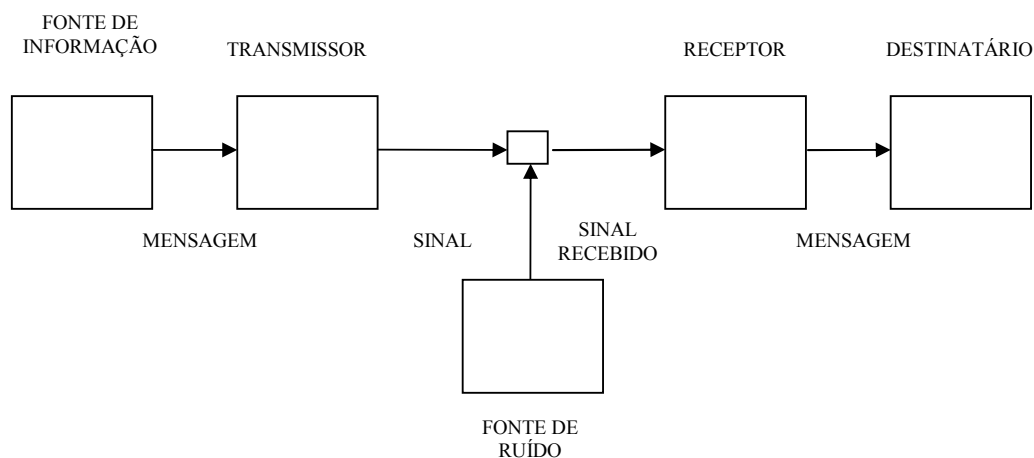 FONTE DE
INFORMAÇÃO
TRANSMISSOR
RECEPTOR
DESTINATÁRIO
MENSAGEM
SINAL
SINAL
RECEBIDO
MENSAGEM
FONTE DE
RUÍDO